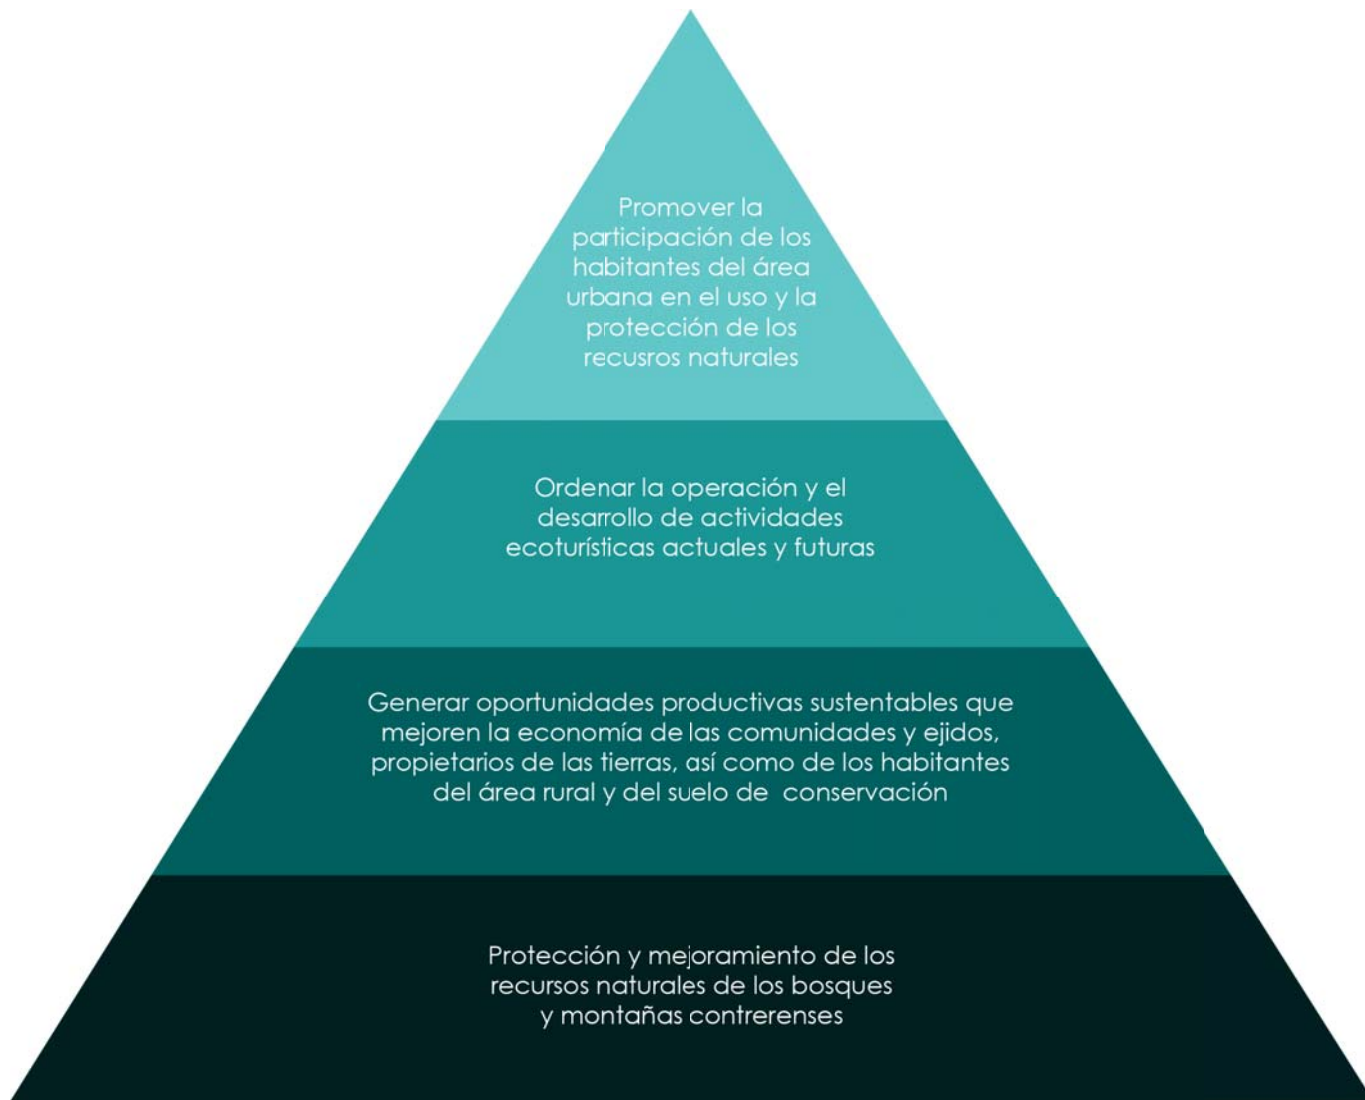 Promover la
participación de los
habitantes del área
urbana en el uso y la
protección de los
recusros naturales
Ordenar la operación y el
desarrollo de actividades
ecoturísticas actuales y futuras
Generar oportunidades productivas sustentables que
mejoren la economía de las comunidades y ejidos,
propietarios de las tierras, así como de los habitantes
del área rural y del suelo de conservación
Protección y mejoramiento de los
recursos naturales de los bosques
y montañas contrerenses